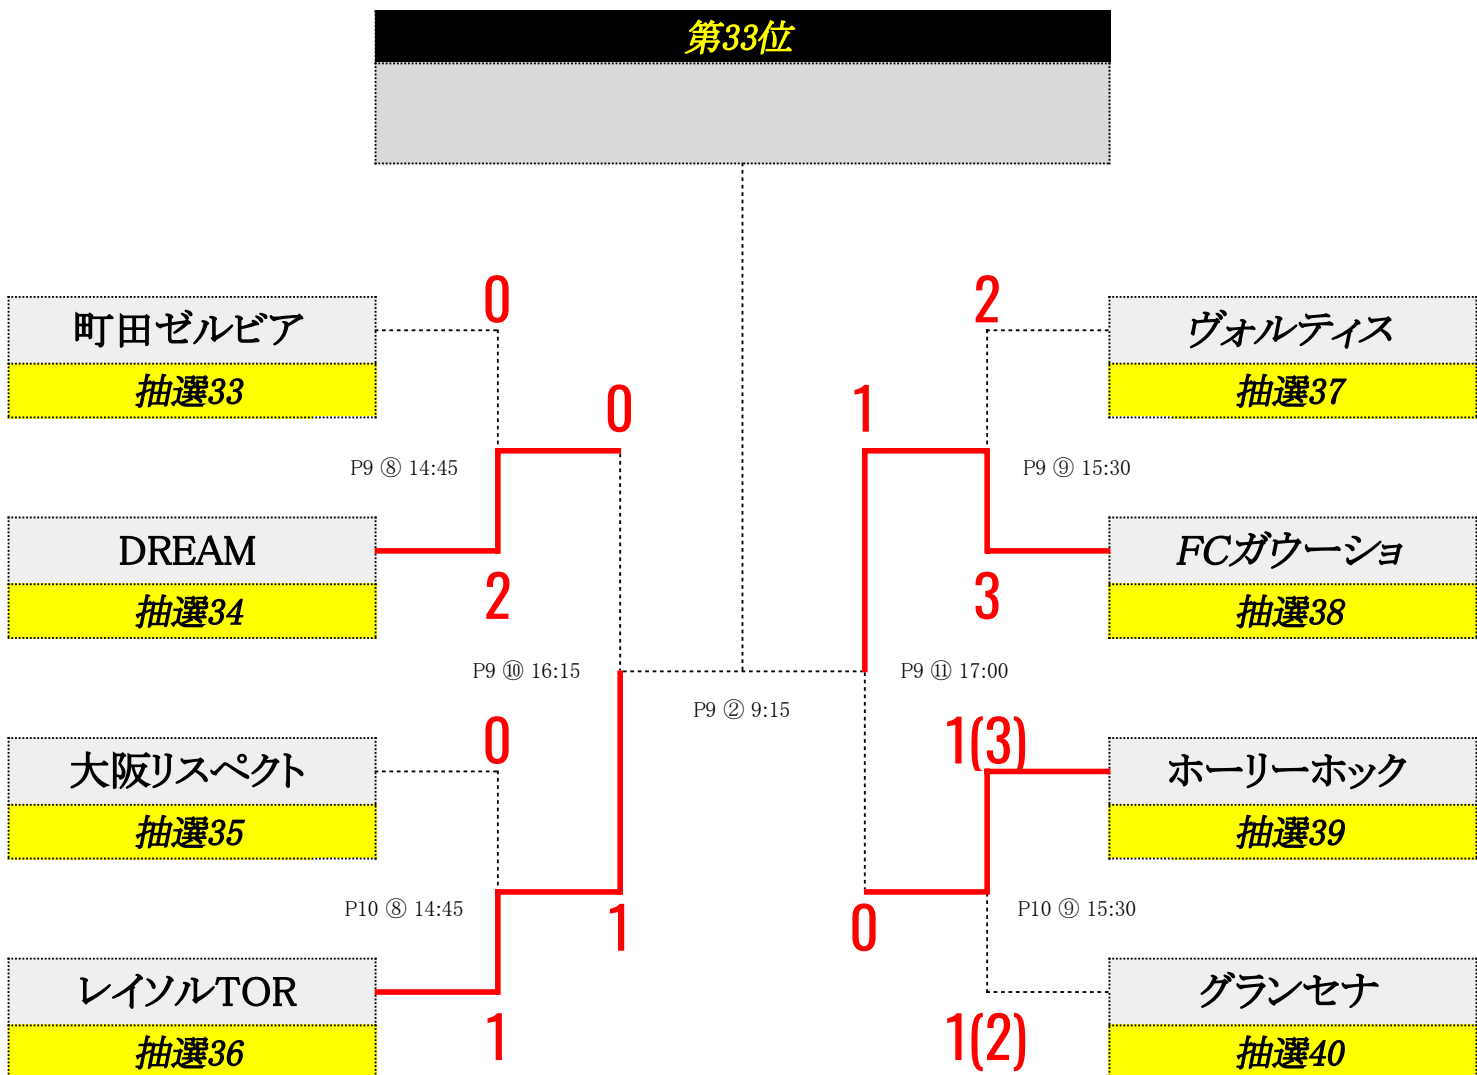 第33位
0
2
町田ゼルビア
ヴォルティス
抽選33
抽選37
0
1
P9 ⑧ 14:45
P9 ⑨ 15:30
DREAM
FCガウーショ
2
3
抽選34
抽選38
P9 ⑩ 16:15
P9 ⑪ 17:00
P9 ② 9:15
0
1(3)
大阪リスペクト
ホーリーホック
抽選35
抽選39
P10 ⑧ 14:45
P10 ⑨ 15:30
1
0
レイソルTOR
グランセナ
1
1(2)
抽選36
抽選40